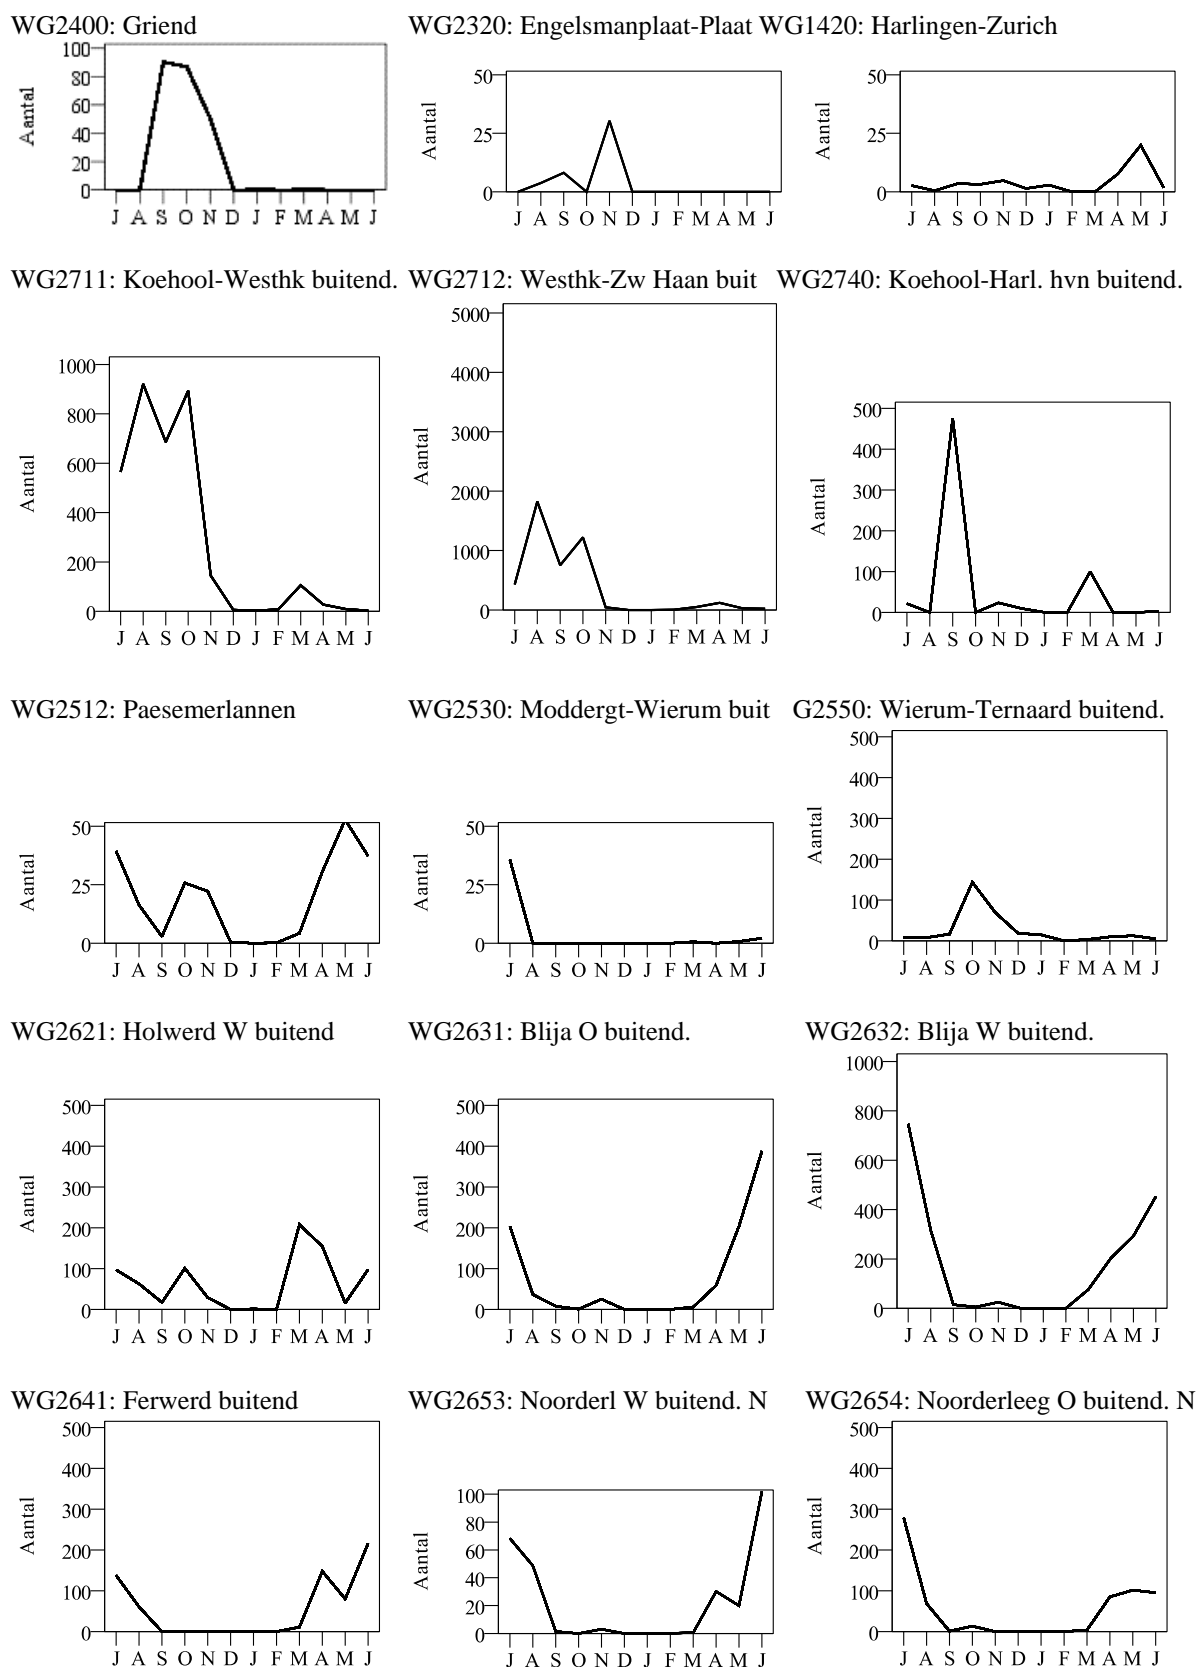 WG2400: Griend WG2320: Engelsmanplaat-Plaat WG1420: Harlingen-Zurich
Aantal
100
80
60
40
20
0
J A S O N D J F M A M J
Aantal
50
25
0
J A S O N D J F M A M J
Aantal
50
25
0
J A S O N D J F M A M J
WG2711: Koehool-Westhk buitend. WG2712: Westhk-Zw Haan buit WG2740: Koehool-Harl. hvn buitend.
Aantal
1000
800
600
400
200
0
J A S O N D J F M A M J
Aantal
5000
4000
3000
2000
1000
0
J A S O N D J F M A M J
Aantal
500
400
300
200
100
0
J A S O N D J F M A M J
WG2512: Paesemerlannen WG2530: Moddergt-Wierum buit G2550: Wierum-Ternaard buitend.
Aantal
50
25
0
J A S O N D J F M A M J
Aantal
50
25
0
J A S O N D J F M A M J
Aantal
500
400
300
200
100
0
J A S O N D J F M A M J
WG2621: Holwerd W buitend WG2631: Blija O buitend. WG2632: Blija W buitend.
Aantal
500
400
300
200
100
0
J A S O N D J F M A M J
Aantal
500
400
300
200
100
0
J A S O N D J F M A M J
Aantal
1000
800
600
400
200
0
J A S O N D J F M A M J
WG2641: Ferwerd buitend WG2653: Noorderl W buitend. N WG2654: Noorderleeg O buitend. N
Aantal
500
400
300
200
100
0
J A S O N D J F M A M J
Aantal
100
80
60
40
20
0
J A S O N D J F M A M J
Aantal
500
400
300
200
100
0
J A S O N D J F M A M J